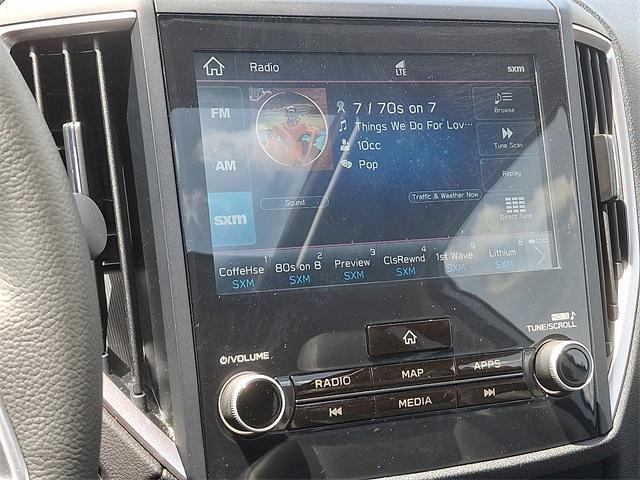 Radio LTE sxm
FM
AM
sxm
7 / 70s on 7
Things We Do For Lov...
10cc
Pop
Browse
Tune Scan
Replay
Direct Tune
Sound
Traffic & Weather Now
1 2 3 4 5 6
CoffeHse 80s on 8 Preview ClsRewnd 1st Wave Lithium
SXM SXM SXM SXM SXM SXM
HOLD
TUNE/SCROLL
VOLUME
RADIO MAP APPS
MEDIA